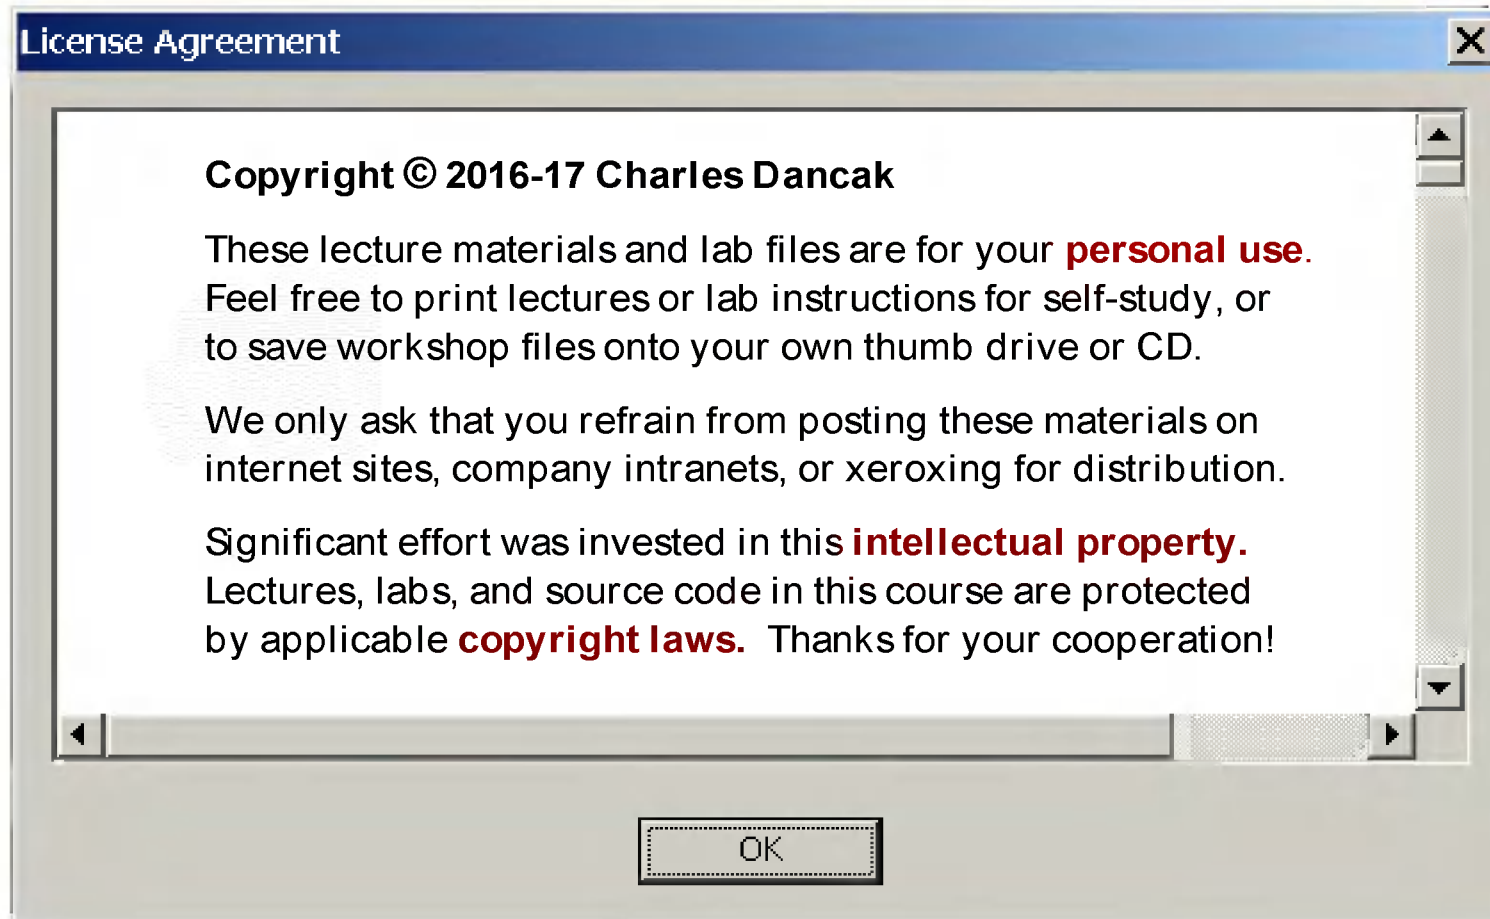 License Agreement
Copyright © 2016-17 Charles Dancak
These lecture materials and lab files are for your personal use.
Feel free to print lectures or lab instructions for self-study, or
to save workshop files onto your own thumb drive or CD.
We only ask that you refrain from posting these materials on
internet sites, company intranets, or xeroxing for distribution.
Significant effort was invested in this intellectual property.
Lectures, labs, and source code in this course are protected
by applicable copyright laws. Thanks for your cooperation!
OK